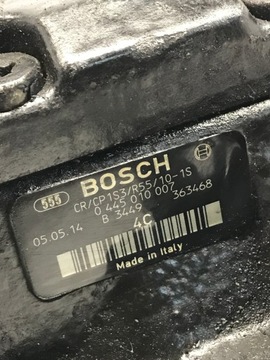 555 BOSCH
CR/CP1S3/R55/10-1S
0 445 010 007
05.05.14 B 3449 363468
4C
Made in Italy